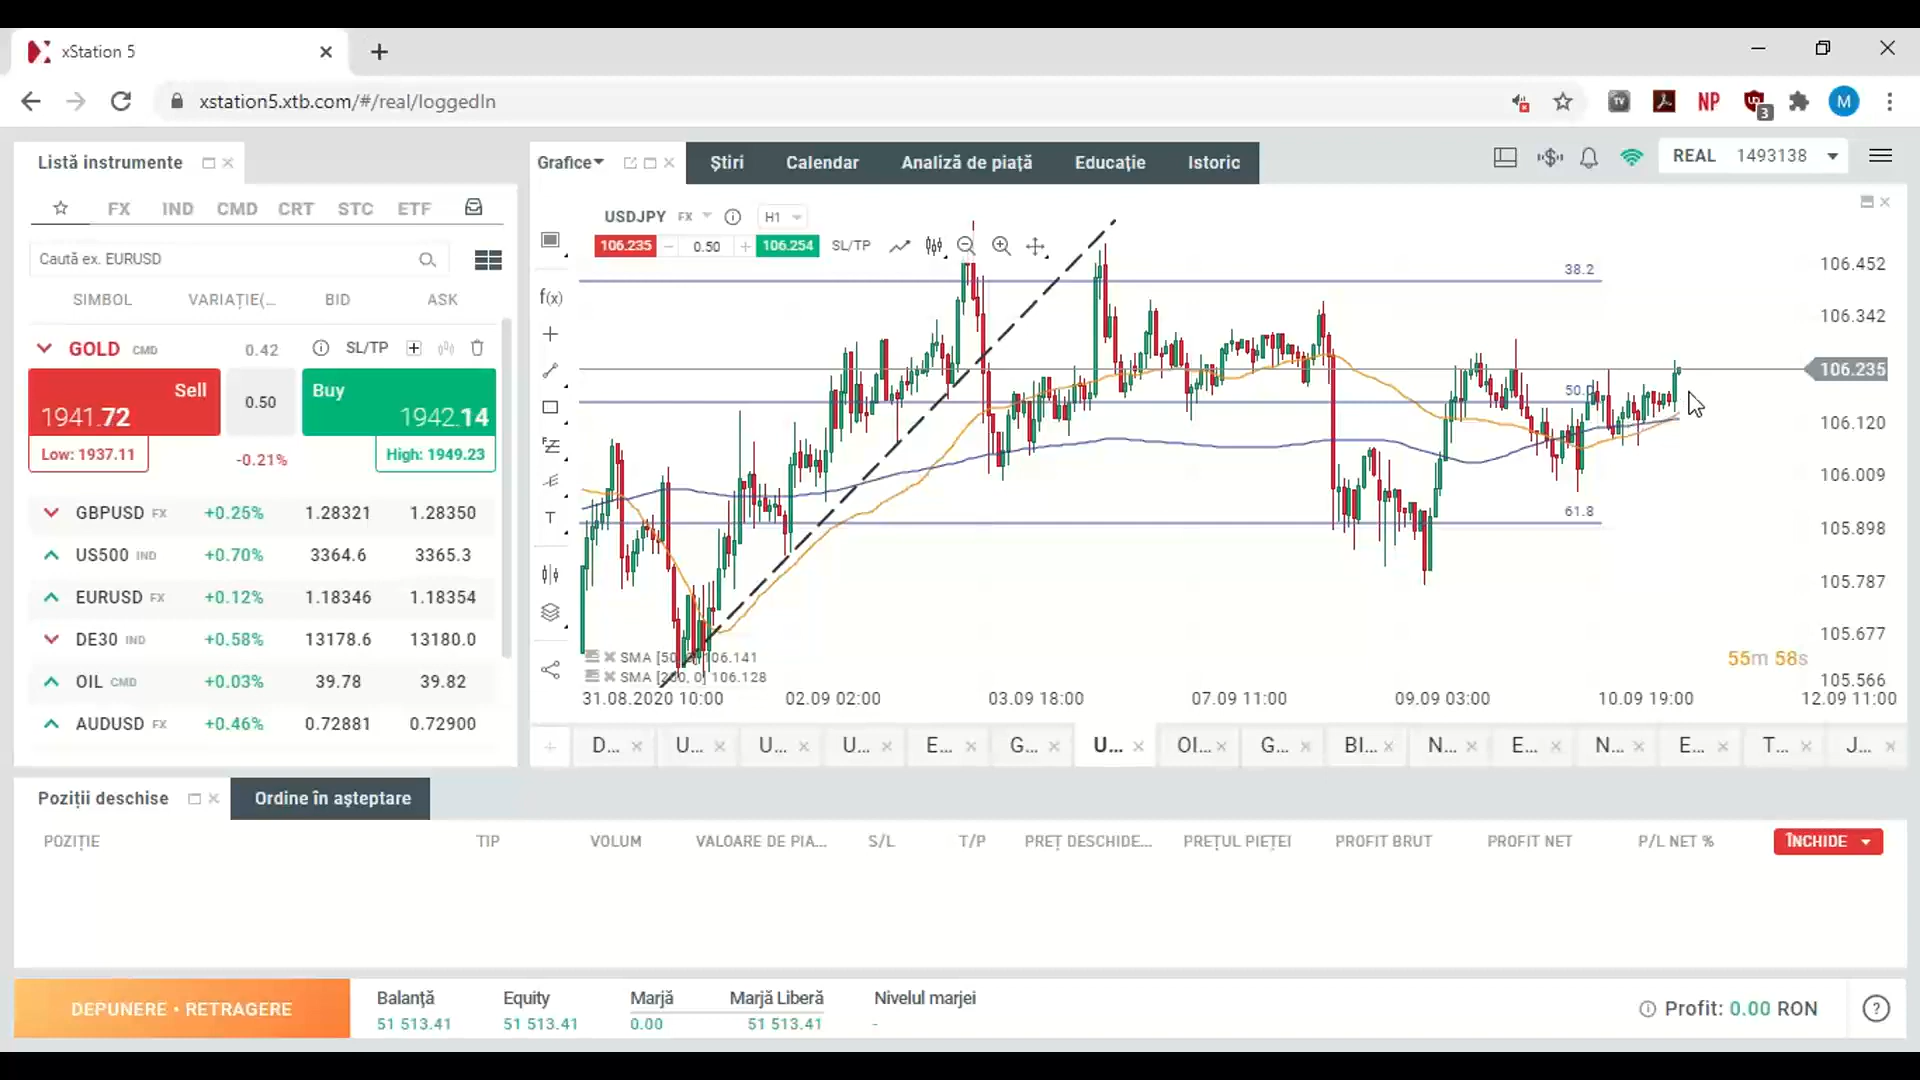 xStation 5
xstation5.xtb.com/#/real/loggedIn
NP
3
M
Listă instrumente
Grafice
Știri
Calendar
Analiză de piață
Educație
Istoric
REAL 1493138
FX IND CMD CRT STC ETF
Caută ex. EURUSD
SIMBOL VARIAȚIE(... BID ASK
GOLD CMD 0.42 SL/TP
Sell
1941.72
0.50
Buy
1942.14
Low: 1937.11
-0.21%
High: 1949.23
GBPUSD FX +0.25% 1.28321 1.28350
US500 IND +0.70% 3364.6 3365.3
EURUSD FX +0.12% 1.18346 1.18354
DE30 IND +0.58% 13178.6 13180.0
OIL CMD +0.03% 39.78 39.82
AUDUSD FX +0.46% 0.72881 0.72900
USDJPY FX H1
106.235 0.50 106.254 SL/TP
f(x)
T
38.2
61.8
106.452
106.342
106.235
106.120
106.009
105.898
105.787
105.677
105.566
55m 58s
106.141
106.128
31.08.2020 10:00 02.09 02:00 03.09 18:00 07.09 11:00 09.09 03:00 10.09 19:00 12.09 11:00
D... U... U... U... E... G... U... OI... G... BI... N... E... N... E... T... J...
Poziții deschise
Ordine în așteptare
POZIȚIE TIP VOLUM VALOARE DE PIA... S/L T/P PREȚ DESCHIDE... PREȚUL PIEȚEI PROFIT BRUT PROFIT NET P/L NET % ÎNCHIDE
DEPUNERE • RETRAGERE
Balanță Equity Marjă Marjă Liberă Nivelul marjei
51 513.41 51 513.41 0.00 51 513.41 -
Profit: 0.00 RON